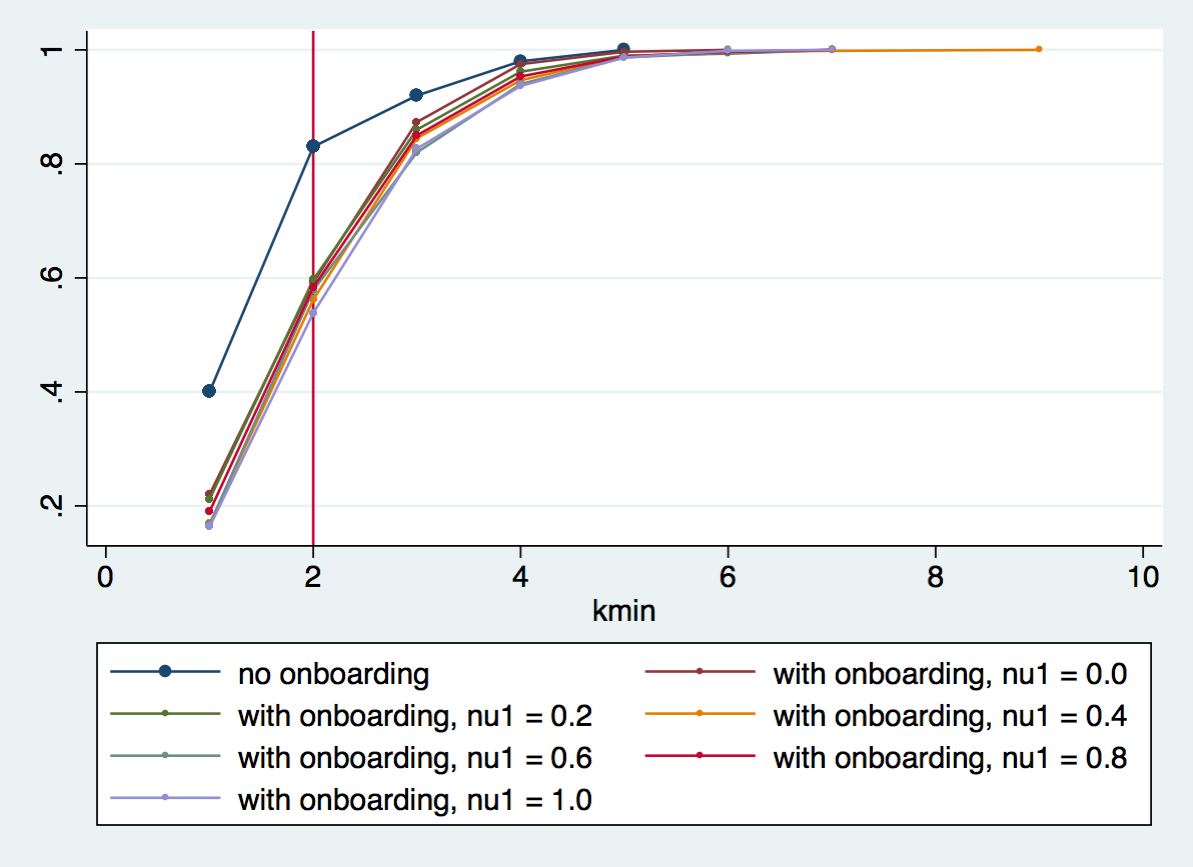 1
.8
.6
.4
.2
0 2 4 6 8 10
kmin
no onboarding
with onboarding, nu1 = 0.0
with onboarding, nu1 = 0.2
with onboarding, nu1 = 0.4
with onboarding, nu1 = 0.6
with onboarding, nu1 = 0.8
with onboarding, nu1 = 1.0